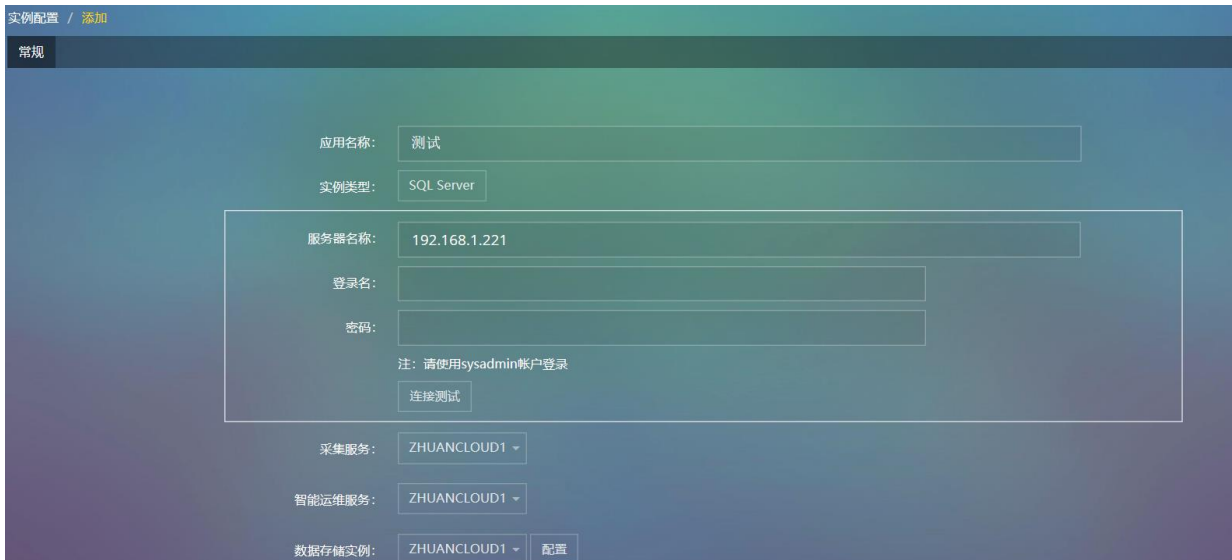 实例配置 / 添加
常规
应用名称： 测试
实例类型： SQL Server
服务器名称： 192.168.1.221
登录名：
密码：
注：请使用sysadmin帐户登录
连接测试
采集服务： ZHUANCLOUD1
智能运维服务： ZHUANCLOUD1
数据存储实例： ZHUANCLOUD1 配置